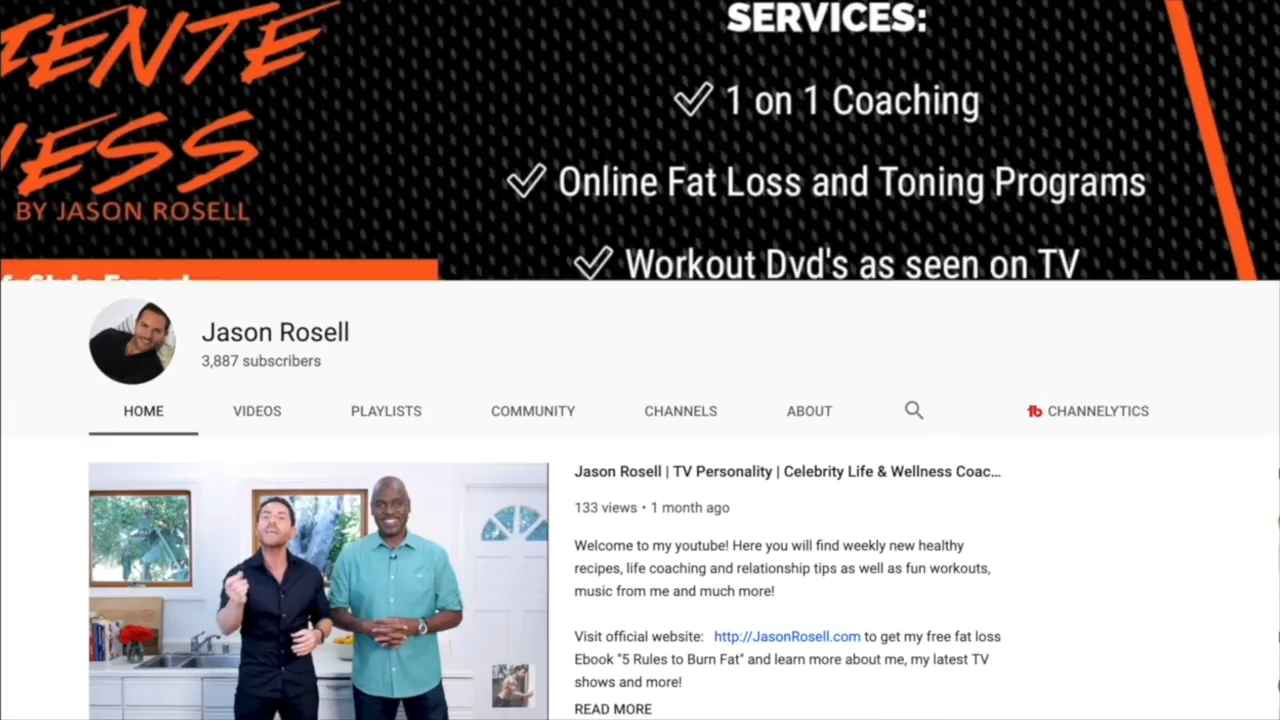 SERVICES:
1 on 1 Coaching
Online Fat Loss and Toning Programs
BY JASON ROSELL
Workout Dvd's as seen on TV
Jason Rosell
3,887 subscribers
HOME VIDEOS PLAYLISTS COMMUNITY CHANNELS ABOUT CHANNELYTICS
Jason Rosell | TV Personality | Celebrity Life & Wellness Coac...
133 views • 1 month ago
Welcome to my youtube! Here you will find weekly new healthy
recipes, life coaching and relationship tips as well as fun workouts,
music from me and much more!
Visit official website: http://JasonRosell.com to get my free fat loss
Ebook "5 Rules to Burn Fat" and learn more about me, my latest TV
shows and more!
READ MORE